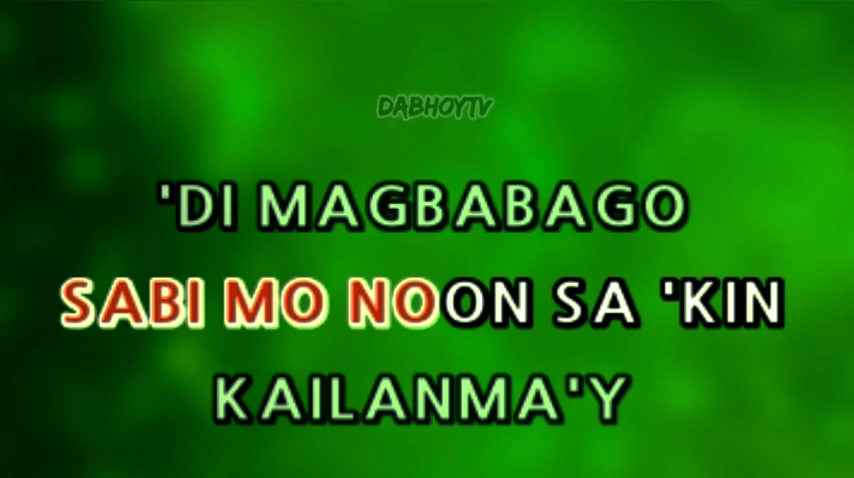 DABHOYTV
'DI MAGBABAGO
SABI MO NOON SA 'KIN
KAILANMA'Y